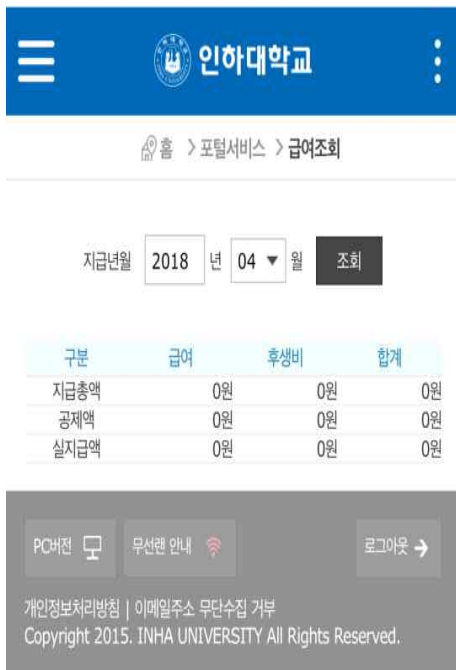 인하대학교
홈 > 포털서비스 > 급여조회
지급년월 2018 년 04 ▼ 월 조회
구분 급여 후생비 합계
지급총액 0원 0원 0원
공제액 0원 0원 0원
실지급액 0원 0원 0원
PC버전 무선랜 안내 로그아웃 →
개인정보처리방침 | 이메일주소 무단수집 거부
Copyright 2015. INHA UNIVERSITY All Rights Reserved.